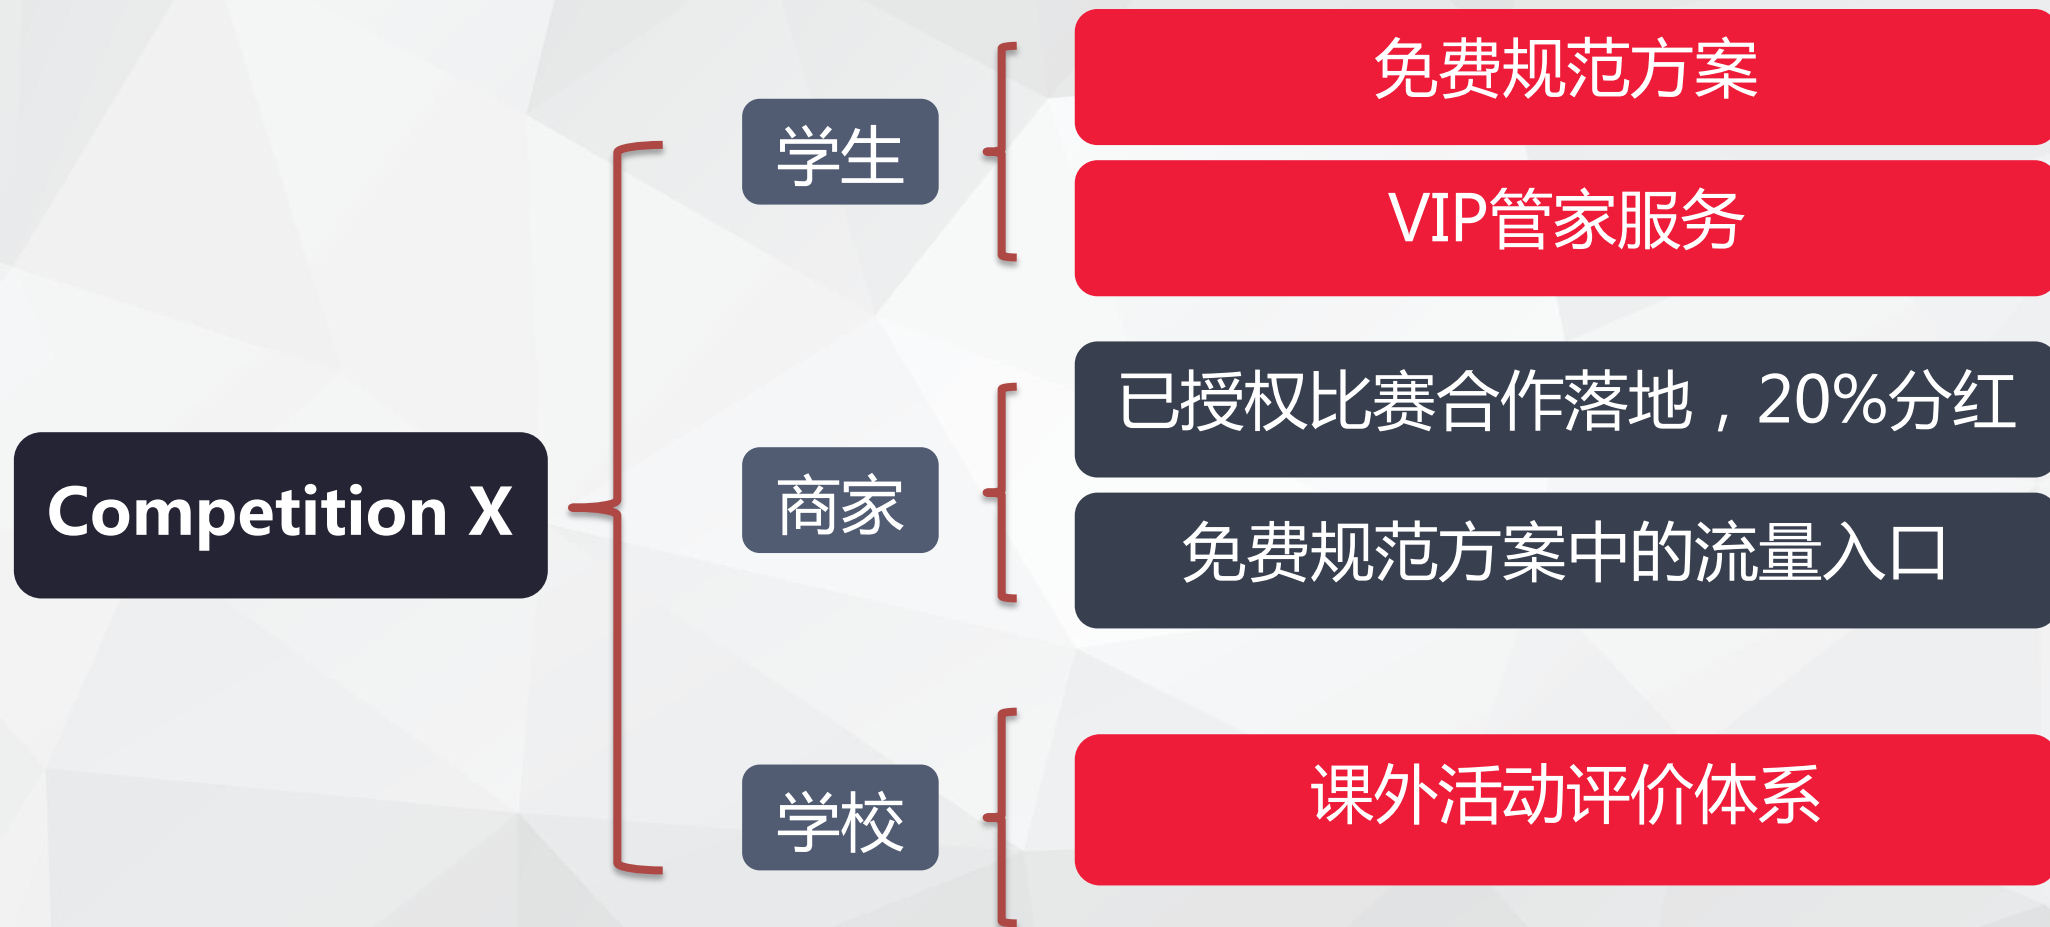 Competition X
学生
免费规范方案
VIP管家服务
商家
已授权比赛合作落地，20%分红
免费规范方案中的流量入口
学校
课外活动评价体系